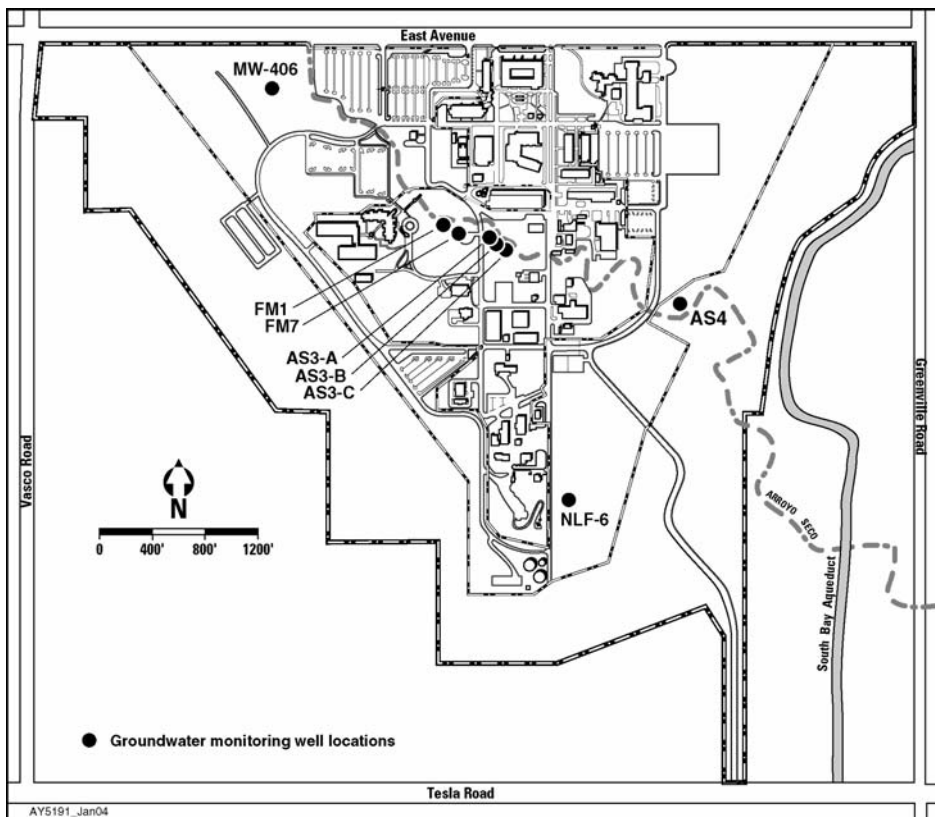 East Avenue
MW-406
FM1
FM7
AS4
AS3-A
AS3-B
AS3-C
Vasco Road
Greenville Road
N
0 400' 800' 1200'
NLF-6
ARROYO SECO
South Bay Aqueduct
Groundwater monitoring well locations
Tesla Road
AY5191_Jan04